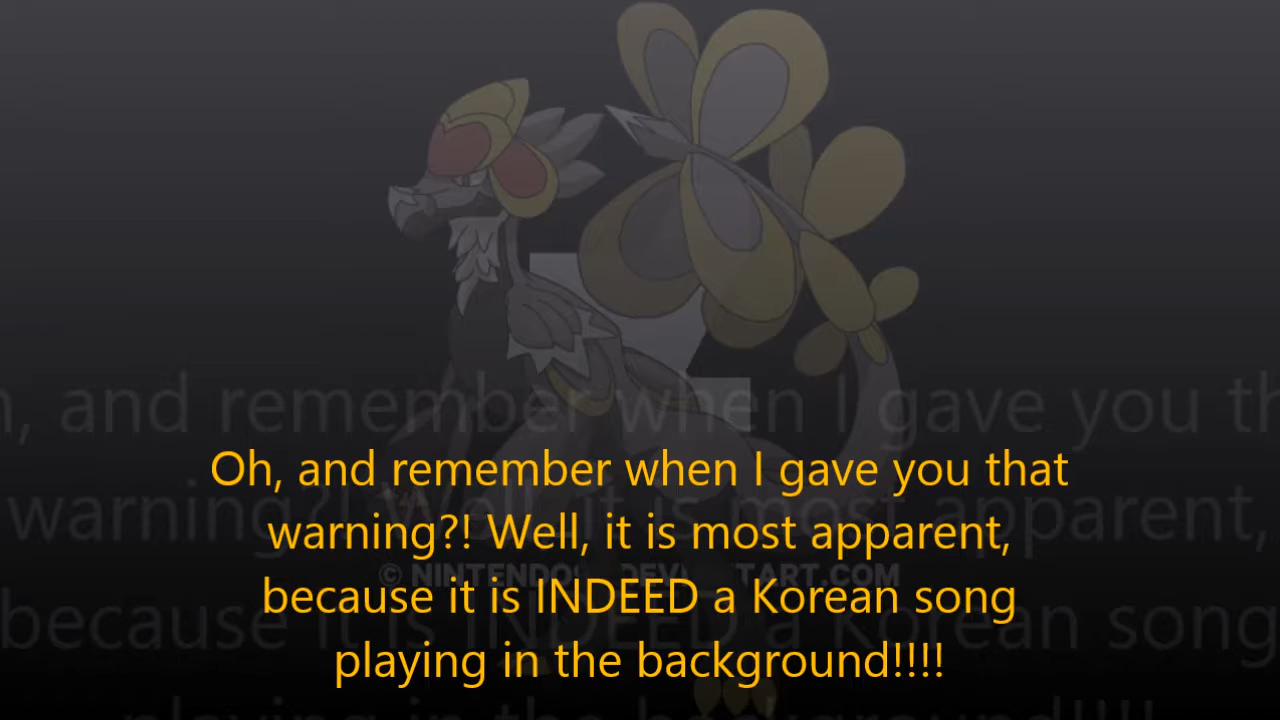 Oh, and remember when I gave you that
warning?! Well, it is most apparent,
because it is INDEED a Korean song
playing in the background!!!!